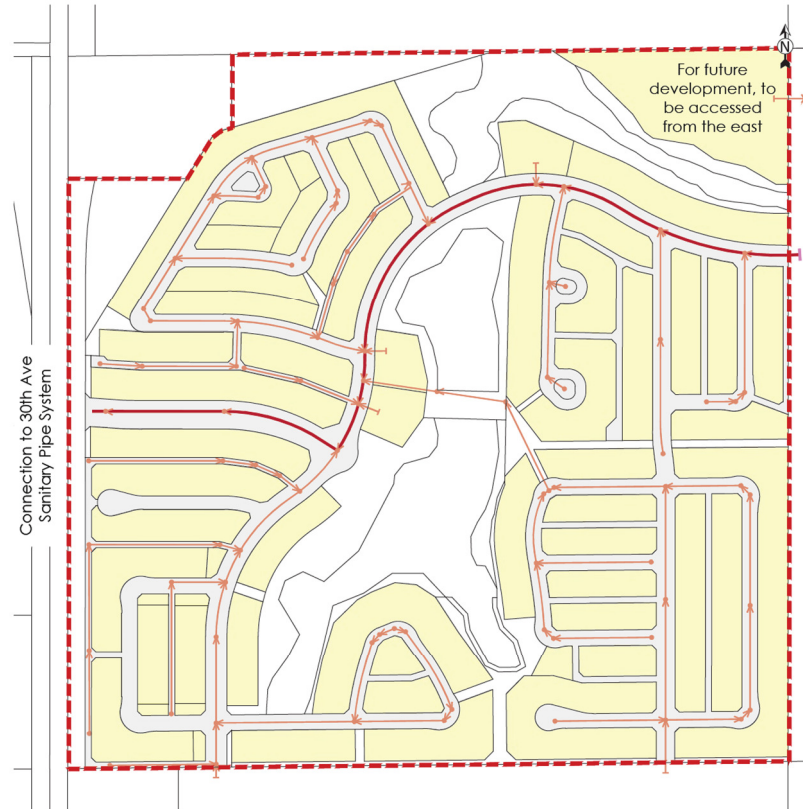 N
For future
development, to
be accessed
from the east
Connection to 30th Ave
Sanitary Pipe System